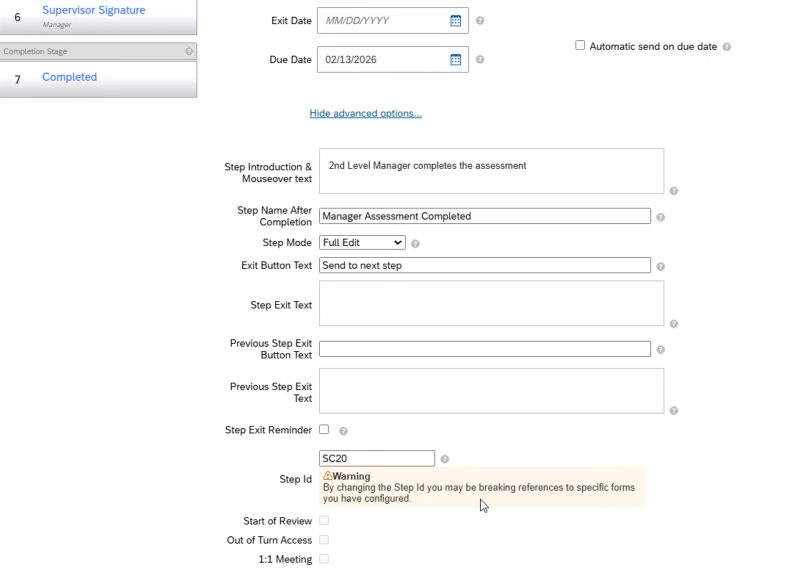 6
Supervisor Signature
Manager
Completion Stage
7
Completed
Exit Date
MM/DD/YYYY
Due Date
02/13/2026
Automatic send on due date
Hide advanced options...
Step Introduction &
Mouseover text
2nd Level Manager completes the assessment
Step Name After
Completion
Manager Assessment Completed
Step Mode
Full Edit
Exit Button Text
Send to next step
Step Exit Text
Previous Step Exit
Button Text
Previous Step Exit
Text
Step Exit Reminder
SC20
Step Id
Warning
By changing the Step Id you may be breaking references to specific forms
you have configured.
Start of Review
Out of Turn Access
1:1 Meeting